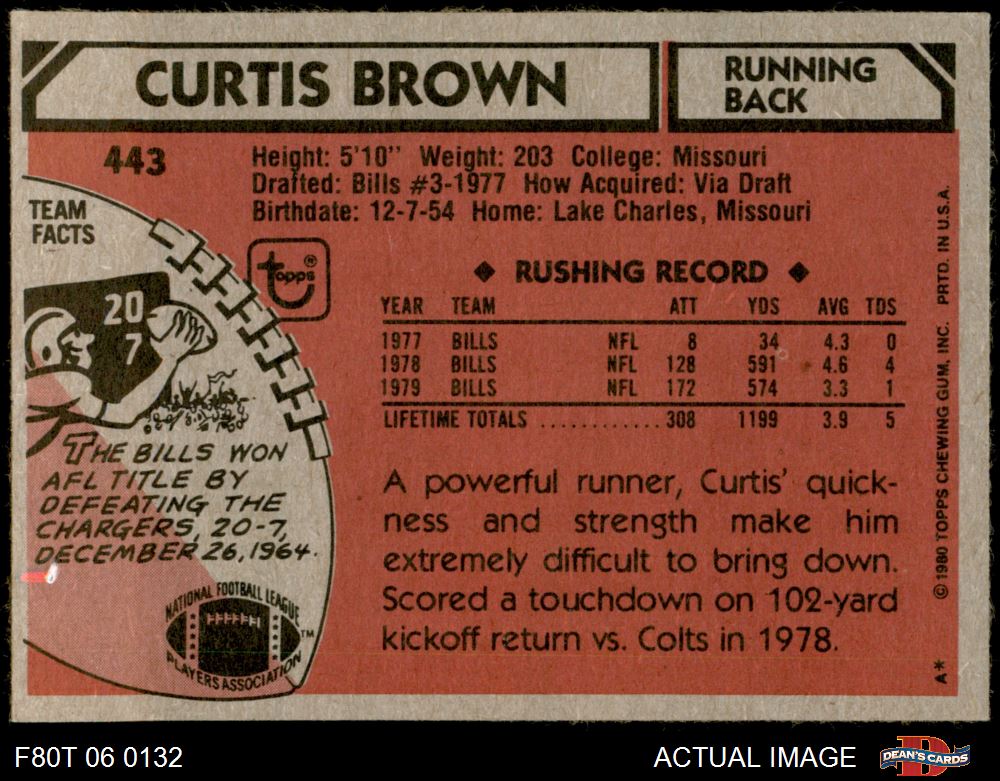 CURTIS BROWN
RUNNING
BACK
443
Height: 5'10" Weight: 203 College: Missouri
Drafted: Bills #3-1977 How Acquired: Via Draft
Birthdate: 12-7-54 Home: Lake Charles, Missouri
TEAM
FACTS
20
7
topps®
◆ RUSHING RECORD ◆
YEAR TEAM ATT YDS AVG TDS
1977 BILLS NFL 8 34 4.3 0
1978 BILLS NFL 128 591 4.6 4
1979 BILLS NFL 172 574 3.3 1
LIFETIME TOTALS ............ 308 1199 3.9 5
THE BILLS WON
AFL TITLE BY
DEFEATING THE
CHARGERS, 20-7,
DECEMBER 26, 1964.
NATIONAL FOOTBALL LEAGUE
PLAYERS ASSOCIATION
TM
A powerful runner, Curtis' quick-
ness and strength make him
extremely difficult to bring down.
Scored a touchdown on 102-yard
kickoff return vs. Colts in 1978.
A* © 1980 TOPPS CHEWING GUM, INC. PRTD. IN U.S.A.
F80T 06 0132
ACTUAL IMAGE
DEAN'S CARDS